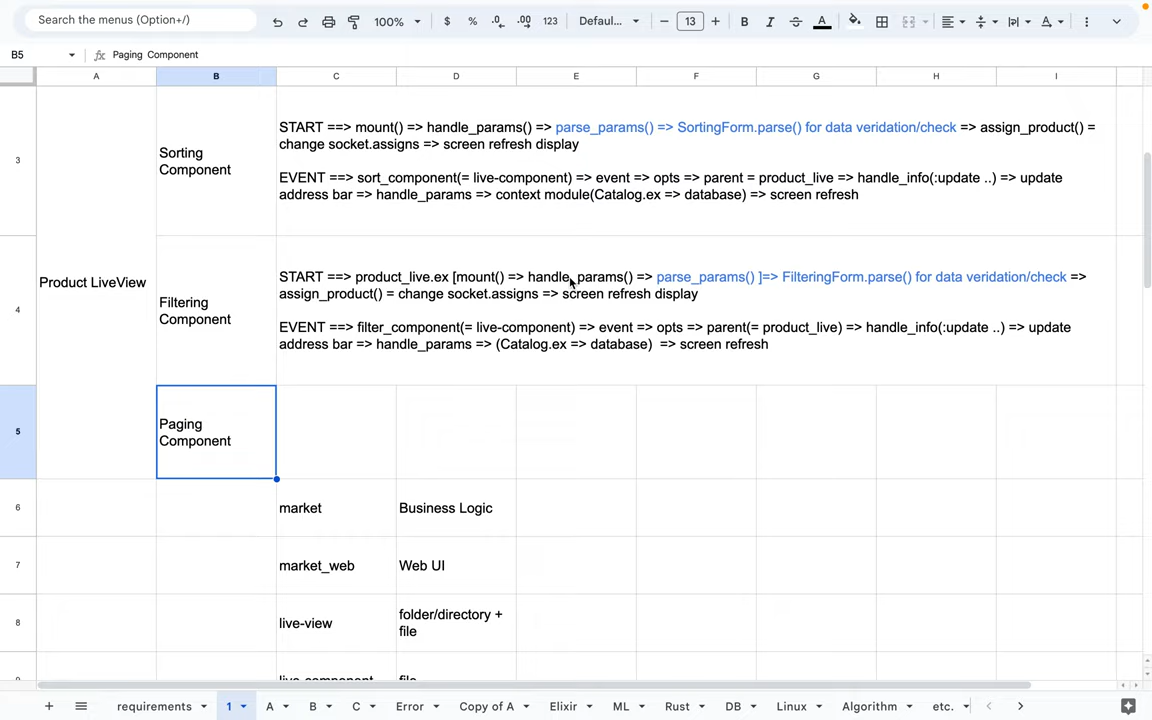 Search the menus (Option+/)
100%
$ % .0 .00 123
Defaul...
13
B I A
B5
fx Paging Component
A B C D E F G H I
3
Sorting
Component
START ==> mount() => handle_params() => parse_params() => SortingForm.parse() for data veridation/check => assign_product() =
change socket.assigns => screen refresh display
EVENT ==> sort_component(= live-component) => event => opts => parent = product_live => handle_info(:update ..) => update
address bar => handle_params => context module(Catalog.ex => database) => screen refresh
Product LiveView
4
Filtering
Component
START ==> product_live.ex [mount() => handle_params() => parse_params() ]=> FilteringForm.parse() for data veridation/check =>
assign_product() = change socket.assigns => screen refresh display
EVENT ==> filter_component(= live-component) => event => opts => parent(= product_live) => handle_info(:update ..) => update
address bar => handle_params => (Catalog.ex => database) => screen refresh
5
Paging
Component
6
market
Business Logic
7
market_web
Web UI
8
live-view
folder/directory +
file
live-component
file
requirements 1 A B C Error Copy of A Elixir ML Rust DB Linux Algorithm etc.